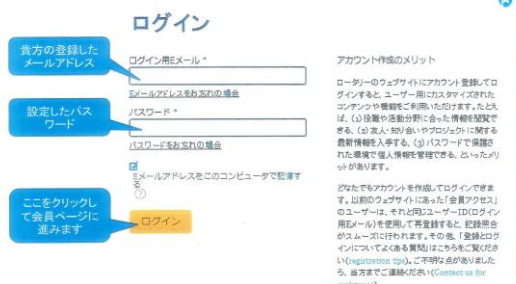 ログイン
貴方の登録した
メールアドレス
ログイン用Eメール *
Eメールアドレスをお忘れの場合
設定したパス
ワード
パスワード *
パスワードをお忘れの場合
Eメールアドレスをこのコンピュータで記憶す
る
ここをクリックし
て会員ページに
進みます
ログイン
アカウント作成のメリット
ロータリーのウェブサイトにアカウント登録してロ
グインすると、ユーザー用にカスタマイズされた
コンテンツや機能をご利用いただけます。たとえ
ば、(1) 役職や活動分野に合った情報を閲覧で
きる、(2) 友人・知り合いやプロジェクトに関する
最新情報を入手する、(3) パスワードで保護さ
れた環境で個人情報を管理できる、といったメリ
ットがあります。
どなたでもアカウントを作成してログインできま
す。以前のウェブサイトにあった「会員アクセス」
のユーザーは、それと同じユーザーID(ログイン
用Eメール)を使用して再登録すると、記録照合
がスムーズに行われます。その他、「登録とログ
インについてよくある質問」はこちらをご覧くださ
い(registration tips)。ご不明な点がありました
ら、当方までご連絡ください(Contact us for